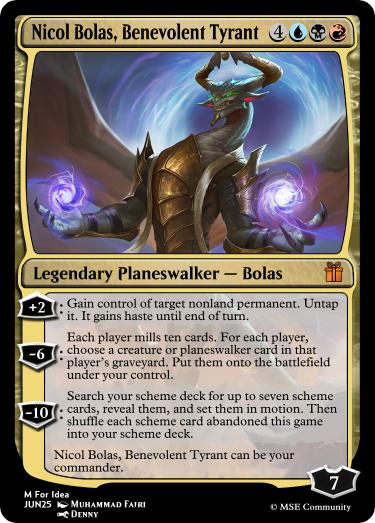 Nicol Bolas, Benevolent Tyrant 4
Legendary Planeswalker — Bolas
+2: Gain control of target nonland permanent. Untap
it. It gains haste until end of turn.
Each player mills ten cards. For each player,
-6: choose a creature or planeswalker card in that
player's graveyard. Put them onto the battlefield
under your control.
Search your scheme deck for up to seven scheme
-10: cards, reveal them, and set them in motion. Then
shuffle each scheme card abandoned this game
into your scheme deck.
Nicol Bolas, Benevolent Tyrant can be your
commander.
7
M For Idea
JUN25 Muhammad Fajri
Denny
© MSE Community